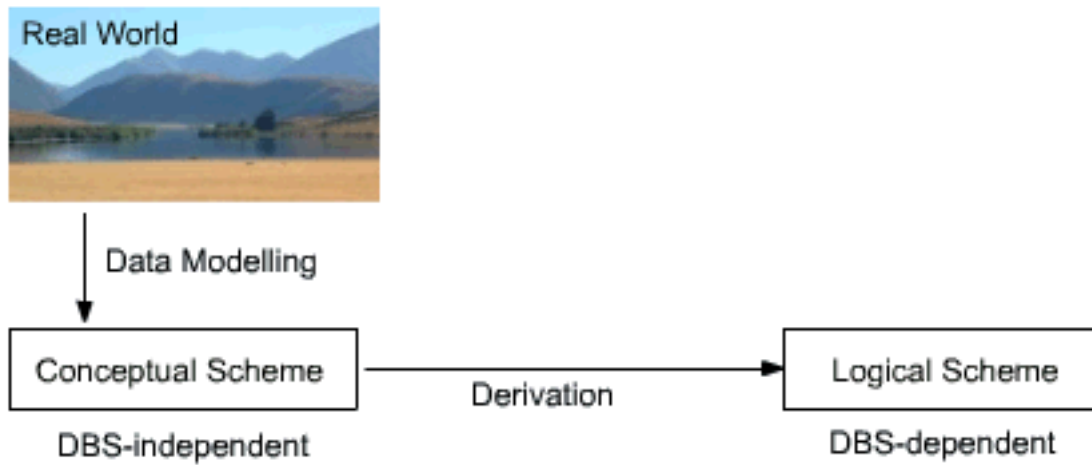 Real World
Data Modelling
Conceptual Scheme
Derivation
Logical Scheme
DBS-independent
DBS-dependent